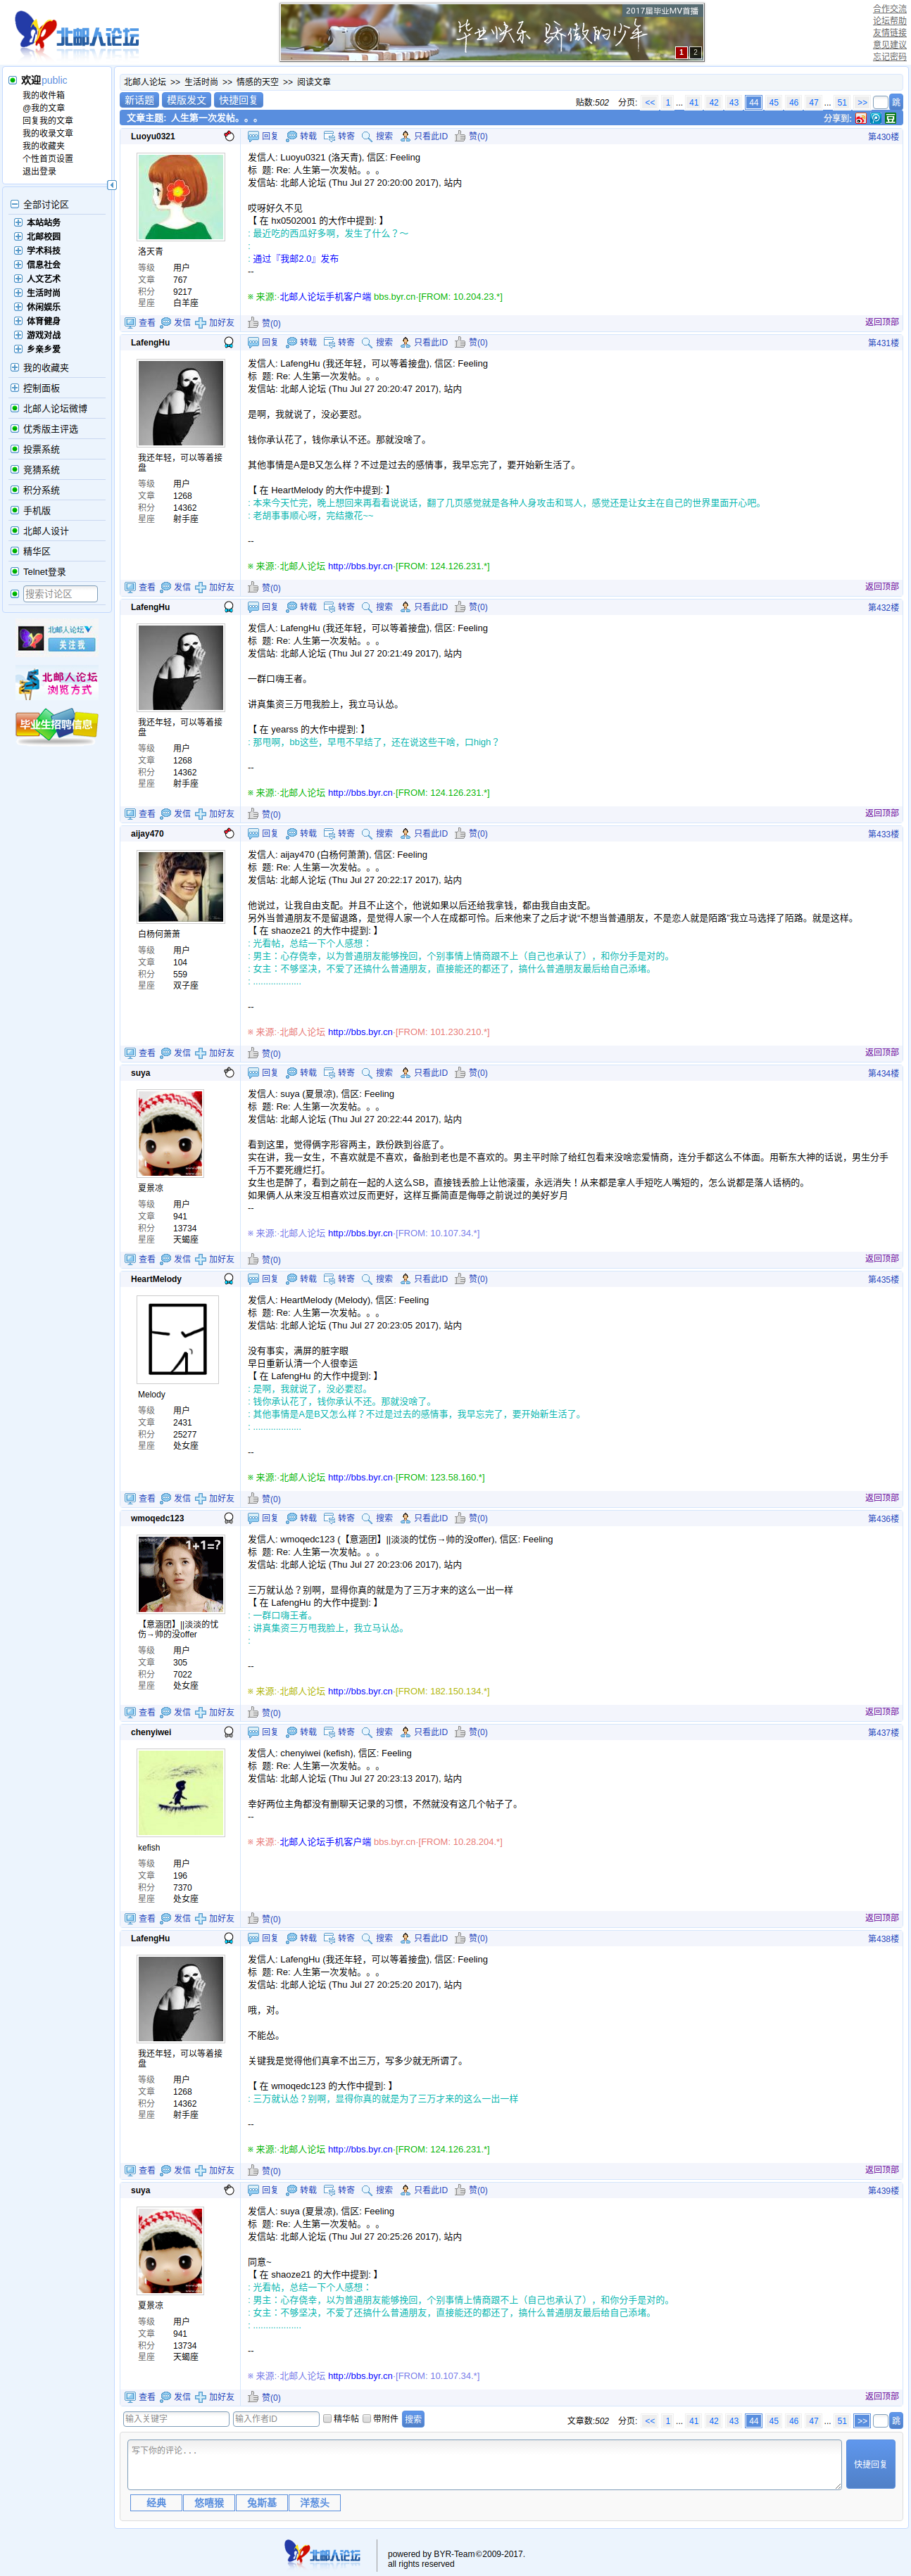 北邮人论坛
毕业快乐 骄傲的少年
2017届毕业MV首播
1 2
合作交流
论坛帮助
友情链接
意见建议
忘记密码
欢迎public
我的收件箱
@我的文章
回复我的文章
我的收录文章
我的收藏夹
个性首页设置
退出登录
全部讨论区
本站站务
北邮校园
学术科技
信息社会
人文艺术
生活时尚
休闲娱乐
体育健身
游戏对战
乡亲乡爱
我的收藏夹
控制面板
北邮人论坛微博
优秀版主评选
投票系统
竞猜系统
积分系统
手机版
北邮人设计
精华区
Telnet登录
搜索讨论区
北邮人论坛
关注我
北邮人论坛
浏览方式
毕业生招聘信息
北邮人论坛 >> 生活时尚 >> 情感的天空 >> 阅读文章
新话题 模版发文 快捷回复
贴数:502 分页: << 1 ... 41 42 43 44 45 46 47 ... 51 >> 跳
文章主题: 人生第一次发帖。。。 分享到:
Luoyu0321 回复 转载 转寄 搜索 只看此ID 赞(0) 第430楼
洛天青
等级 用户
文章 767
积分 9217
星座 白羊座
发信人: Luoyu0321 (洛天青), 信区: Feeling
标 题: Re: 人生第一次发帖。。。
发信站: 北邮人论坛 (Thu Jul 27 20:20:00 2017), 站内
哎呀好久不见
【 在 hx0502001 的大作中提到: 】
: 最近吃的西瓜好多啊，发生了什么？～
:
: 通过『我邮2.0』发布
--
※ 来源:·北邮人论坛手机客户端 bbs.byr.cn·[FROM: 10.204.23.*]
查看 发信 加好友 赞(0) 返回顶部
LafengHu 回复 转载 转寄 搜索 只看此ID 赞(0) 第431楼
我还年轻，可以等着接盘
等级 用户
文章 1268
积分 14362
星座 射手座
发信人: LafengHu (我还年轻，可以等着接盘), 信区: Feeling
标 题: Re: 人生第一次发帖。。。
发信站: 北邮人论坛 (Thu Jul 27 20:20:47 2017), 站内
是啊，我就说了，没必要怼。
钱你承认花了，钱你承认不还。那就没啥了。
其他事情是A是B又怎么样？不过是过去的感情事，我早忘完了，要开始新生活了。
【 在 HeartMelody 的大作中提到: 】
: 本来今天忙完，晚上想回来再看看说说话，翻了几页感觉就是各种人身攻击和骂人，感觉还是让女主在自己的世界里面开心吧。
: 老胡事事顺心呀，完结撒花~~
--
※ 来源:·北邮人论坛 http://bbs.byr.cn·[FROM: 124.126.231.*]
查看 发信 加好友 赞(0) 返回顶部
LafengHu 回复 转载 转寄 搜索 只看此ID 赞(0) 第432楼
我还年轻，可以等着接盘
等级 用户
文章 1268
积分 14362
星座 射手座
发信人: LafengHu (我还年轻，可以等着接盘), 信区: Feeling
标 题: Re: 人生第一次发帖。。。
发信站: 北邮人论坛 (Thu Jul 27 20:21:49 2017), 站内
一群口嗨王者。
讲真集资三万甩我脸上，我立马认怂。
【 在 yearss 的大作中提到: 】
: 那甩啊，bb这些，早甩不早结了，还在说这些干啥，口high？
--
※ 来源:·北邮人论坛 http://bbs.byr.cn·[FROM: 124.126.231.*]
查看 发信 加好友 赞(0) 返回顶部
aijay470 回复 转载 转寄 搜索 只看此ID 赞(0) 第433楼
白杨何萧萧
等级 用户
文章 104
积分 559
星座 双子座
发信人: aijay470 (白杨何萧萧), 信区: Feeling
标 题: Re: 人生第一次发帖。。。
发信站: 北邮人论坛 (Thu Jul 27 20:22:17 2017), 站内
他说过，让我自由支配。并且不止这个，他说如果以后还给我拿钱，都由我自由支配。
另外当普通朋友不是留退路，是觉得人家一个人在成都可怜。后来他来了之后才说"不想当普通朋友，不是恋人就是陌路"我立马选择了陌路。就是这样。
【 在 shaoze21 的大作中提到: 】
: 光看帖，总结一下个人感想：
: 男主：心存侥幸，以为普通朋友能够挽回，个别事情上情商跟不上（自己也承认了），和你分手是对的。
: 女主：不够坚决，不爱了还搞什么普通朋友，直接能还的都还了，搞什么普通朋友最后给自己添堵。
: ...................
--
※ 来源:·北邮人论坛 http://bbs.byr.cn·[FROM: 101.230.210.*]
查看 发信 加好友 赞(0) 返回顶部
suya 回复 转载 转寄 搜索 只看此ID 赞(0) 第434楼
夏景凉
等级 用户
文章 941
积分 13734
星座 天蝎座
发信人: suya (夏景凉), 信区: Feeling
标 题: Re: 人生第一次发帖。。。
发信站: 北邮人论坛 (Thu Jul 27 20:22:44 2017), 站内
看到这里，觉得俩字形容两主，跌份跌到谷底了。
实在讲，我一女生，不喜欢就是不喜欢，备胎到老也是不喜欢的。男主平时除了给红包看来没啥恋爱情商，连分手都这么不体面。用靳东大神的话说，男生分手千万不要死缠烂打。
女生也是醉了，看到之前在一起的人这么SB，直接钱丢脸上让他滚蛋，永远消失！从来都是拿人手短吃人嘴短的，怎么说都是落人话柄的。
如果俩人从来没互相喜欢过反而更好，这样互撕简直是侮辱之前说过的美好岁月
--
※ 来源:·北邮人论坛 http://bbs.byr.cn·[FROM: 10.107.34.*]
查看 发信 加好友 赞(0) 返回顶部
HeartMelody 回复 转载 转寄 搜索 只看此ID 赞(0) 第435楼
Melody
等级 用户
文章 2431
积分 25277
星座 处女座
发信人: HeartMelody (Melody), 信区: Feeling
标 题: Re: 人生第一次发帖。。。
发信站: 北邮人论坛 (Thu Jul 27 20:23:05 2017), 站内
没有事实，满屏的脏字眼
早日重新认清一个人很幸运
【 在 LafengHu 的大作中提到: 】
: 是啊，我就说了，没必要怼。
: 钱你承认花了，钱你承认不还。那就没啥了。
: 其他事情是A是B又怎么样？不过是过去的感情事，我早忘完了，要开始新生活了。
: ...................
--
※ 来源:·北邮人论坛 http://bbs.byr.cn·[FROM: 123.58.160.*]
查看 发信 加好友 赞(0) 返回顶部
wmoqedc123 回复 转载 转寄 搜索 只看此ID 赞(0) 第436楼
1+1=?
【意涵团】||淡淡的忧伤→帅的没offer
等级 用户
文章 305
积分 7022
星座 处女座
发信人: wmoqedc123 (【意涵团】||淡淡的忧伤→帅的没offer), 信区: Feeling
标 题: Re: 人生第一次发帖。。。
发信站: 北邮人论坛 (Thu Jul 27 20:23:06 2017), 站内
三万就认怂？别啊，显得你真的就是为了三万才来的这么一出一样
【 在 LafengHu 的大作中提到: 】
: 一群口嗨王者。
: 讲真集资三万甩我脸上，我立马认怂。
:
--
※ 来源:·北邮人论坛 http://bbs.byr.cn·[FROM: 182.150.134.*]
查看 发信 加好友 赞(0) 返回顶部
chenyiwei 回复 转载 转寄 搜索 只看此ID 赞(0) 第437楼
kefish
等级 用户
文章 196
积分 7370
星座 处女座
发信人: chenyiwei (kefish), 信区: Feeling
标 题: Re: 人生第一次发帖。。。
发信站: 北邮人论坛 (Thu Jul 27 20:23:13 2017), 站内
幸好两位主角都没有删聊天记录的习惯，不然就没有这几个帖子了。
--
※ 来源:·北邮人论坛手机客户端 bbs.byr.cn·[FROM: 10.28.204.*]
查看 发信 加好友 赞(0) 返回顶部
LafengHu 回复 转载 转寄 搜索 只看此ID 赞(0) 第438楼
我还年轻，可以等着接盘
等级 用户
文章 1268
积分 14362
星座 射手座
发信人: LafengHu (我还年轻，可以等着接盘), 信区: Feeling
标 题: Re: 人生第一次发帖。。。
发信站: 北邮人论坛 (Thu Jul 27 20:25:20 2017), 站内
哦，对。
不能怂。
关键我是觉得他们真拿不出三万，写多少就无所谓了。
【 在 wmoqedc123 的大作中提到: 】
: 三万就认怂？别啊，显得你真的就是为了三万才来的这么一出一样
--
※ 来源:·北邮人论坛 http://bbs.byr.cn·[FROM: 124.126.231.*]
查看 发信 加好友 赞(0) 返回顶部
suya 回复 转载 转寄 搜索 只看此ID 赞(0) 第439楼
夏景凉
等级 用户
文章 941
积分 13734
星座 天蝎座
发信人: suya (夏景凉), 信区: Feeling
标 题: Re: 人生第一次发帖。。。
发信站: 北邮人论坛 (Thu Jul 27 20:25:26 2017), 站内
同意~
【 在 shaoze21 的大作中提到: 】
: 光看帖，总结一下个人感想：
: 男主：心存侥幸，以为普通朋友能够挽回，个别事情上情商跟不上（自己也承认了），和你分手是对的。
: 女主：不够坚决，不爱了还搞什么普通朋友，直接能还的都还了，搞什么普通朋友最后给自己添堵。
: ...................
--
※ 来源:·北邮人论坛 http://bbs.byr.cn·[FROM: 10.107.34.*]
查看 发信 加好友 赞(0) 返回顶部
输入关键字 输入作者ID 精华帖 带附件 搜索
文章数:502 分页: << 1 ... 41 42 43 44 45 46 47 ... 51 >> 跳
写下你的评论...
快捷回复
经典 悠嘻猴 兔斯基 洋葱头
北邮人论坛
powered by BYR-Team©2009-2017.
all rights reserved